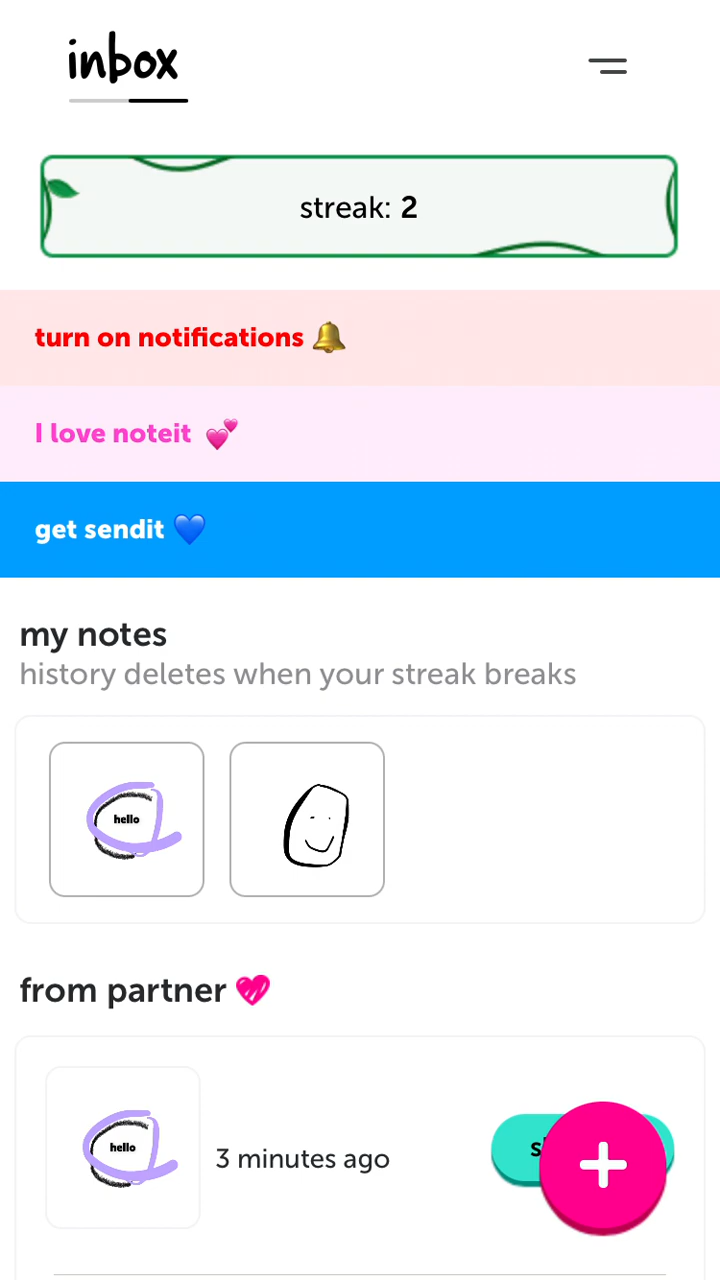 inbox
streak: 2
turn on notifications 🔔
I love noteit 💕
get sendit 💙
my notes
history deletes when your streak breaks
hello
from partner
hello
3 minutes ago